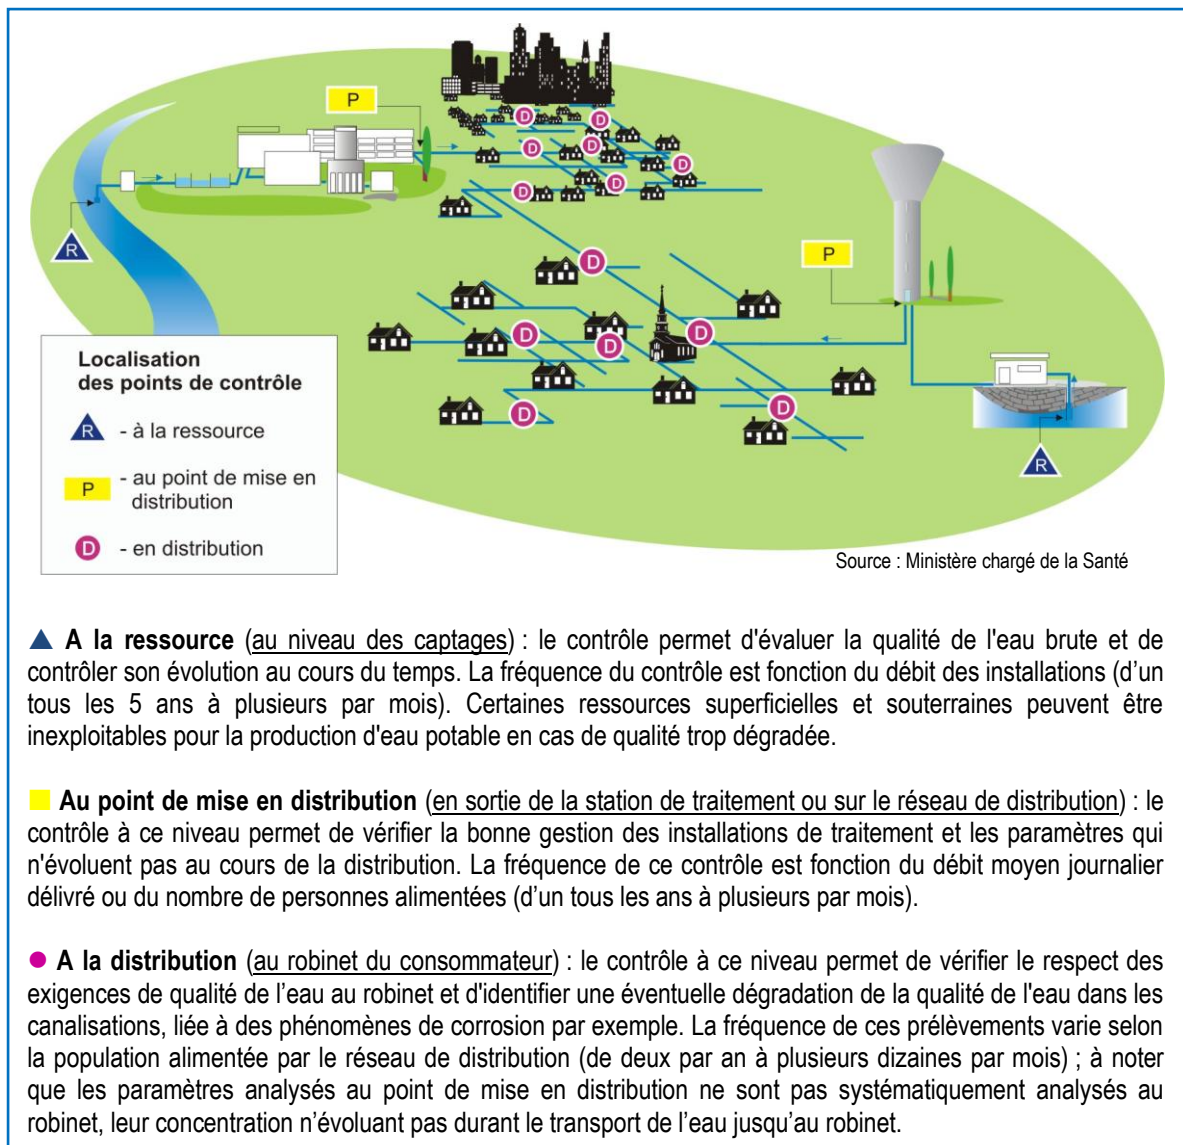 P
D
D
D
D
D
D
D
R
D
P
D
D
D
D
D
R
Localisation
des points de contrôle
R - à la ressource
P - au point de mise en
distribution
D - en distribution
Source : Ministère chargé de la Santé
A la ressource (au niveau des captages) : le contrôle permet d'évaluer la qualité de l'eau brute et de
contrôler son évolution au cours du temps. La fréquence du contrôle est fonction du débit des installations (d’un
tous les 5 ans à plusieurs par mois). Certaines ressources superficielles et souterraines peuvent être
inexploitables pour la production d'eau potable en cas de qualité trop dégradée.
Au point de mise en distribution (en sortie de la station de traitement ou sur le réseau de distribution) : le
contrôle à ce niveau permet de vérifier la bonne gestion des installations de traitement et les paramètres qui
n'évoluent pas au cours de la distribution. La fréquence de ce contrôle est fonction du débit moyen journalier
délivré ou du nombre de personnes alimentées (d’un tous les ans à plusieurs par mois).
A la distribution (au robinet du consommateur) : le contrôle à ce niveau permet de vérifier le respect des
exigences de qualité de l’eau au robinet et d'identifier une éventuelle dégradation de la qualité de l'eau dans les
canalisations, liée à des phénomènes de corrosion par exemple. La fréquence de ces prélèvements varie selon
la population alimentée par le réseau de distribution (de deux par an à plusieurs dizaines par mois) ; à noter
que les paramètres analysés au point de mise en distribution ne sont pas systématiquement analysés au
robinet, leur concentration n’évoluant pas durant le transport de l’eau jusqu’au robinet.